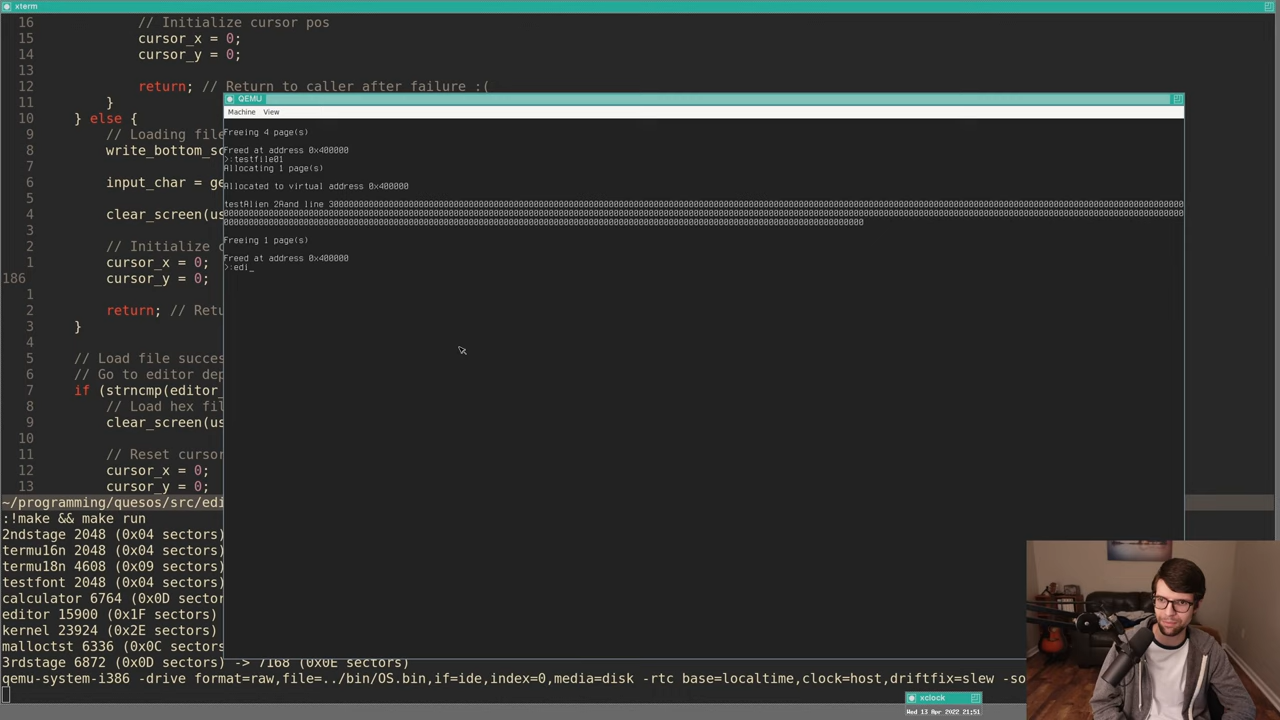 xterm
16 // Initialize cursor pos
15 cursor_x = 0;
14 cursor_y = 0;
13
12 return; // Return to caller after failure :(
11 }
10 } else {
9 // Loading file
8 write_bottom_sc
7
6 input_char = ge
5
4 clear_screen(us
3
2 // Initialize c
1 cursor_x = 0;
186 cursor_y = 0;
1
2 return; // Retu
3 }
4
5 // Load file succes
6 // Go to editor dep
7 if (strncmp(editor_
8 // Load hex fil
9 clear_screen(us
10
11 // Reset cursor
12 cursor_x = 0;
13 cursor_y = 0;
~/programming/quesos/src/edi
:!make && make run
2ndstage 2048 (0x04 sectors)
termu16n 2048 (0x04 sectors)
termu18n 4608 (0x09 sectors)
testfont 2048 (0x04 sectors)
calculator 6764 (0x0D sector
editor 15900 (0x1F sectors)
kernel 23924 (0x2E sectors)
malloctst 6336 (0x0C sectors
3rdstage 6872 (0x0D sectors) -> 7168 (0x0E sectors)
qemu-system-i386 -drive format=raw,file=../bin/OS.bin,if=ide,index=0,media=disk -rtc base=localtime,clock=host,driftfix=slew -so
QEMU
Machine View
Freeing 4 page(s)
Freed at address 0x400000
>:testfile01
Allocating 1 page(s)
Allocated to virtual address 0x400000
Freeing 1 page(s)
Freed at address 0x400000
>:edi_
xclock
Wed 13 Apr 2022 21:51